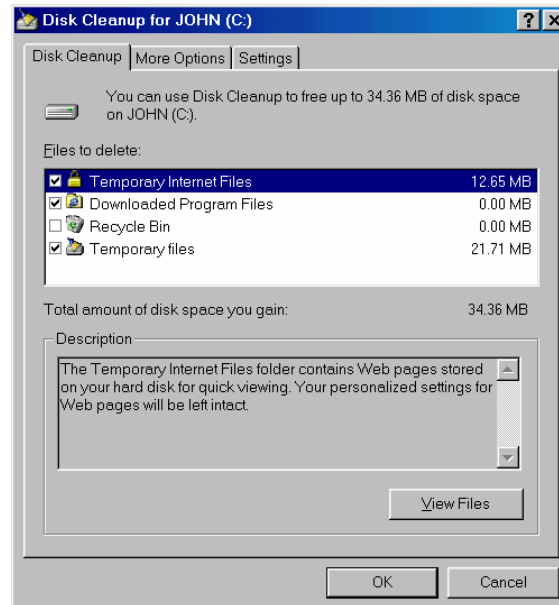 Disk Cleanup for JOHN (C:)
Disk Cleanup More Options Settings
You can use Disk Cleanup to free up to 34.36 MB of disk space
on JOHN (C:).
Files to delete:
Temporary Internet Files 12.65 MB
Downloaded Program Files 0.00 MB
Recycle Bin 0.00 MB
Temporary files 21.71 MB
Total amount of disk space you gain: 34.36 MB
Description
The Temporary Internet Files folder contains Web pages stored
on your hard disk for quick viewing. Your personalized settings for
Web pages will be left intact.
View Files
OK Cancel